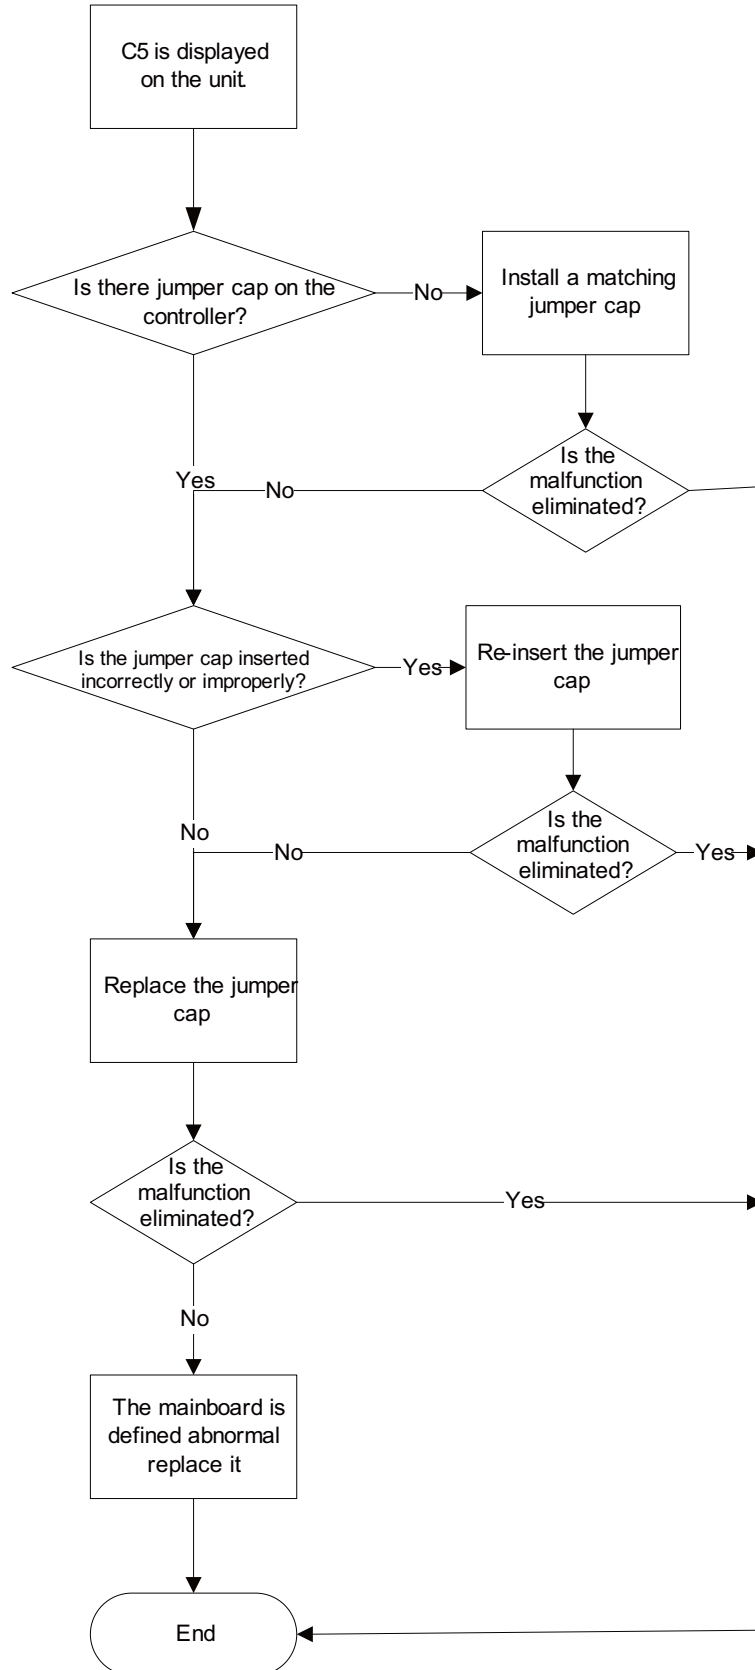 C5 is displayed
on the unit.
Is there jumper cap on the
controller?
No
Install a matching
jumper cap
Is the
malfunction
eliminated?
Yes
No
Is the jumper cap inserted
incorrectly or improperly?
Yes
Re-insert the jumper
cap
Is the
malfunction
eliminated?
No
No
Yes
Replace the jumper
cap
Is the
malfunction
eliminated?
Yes
No
The mainboard is
defined abnormal
replace it
End